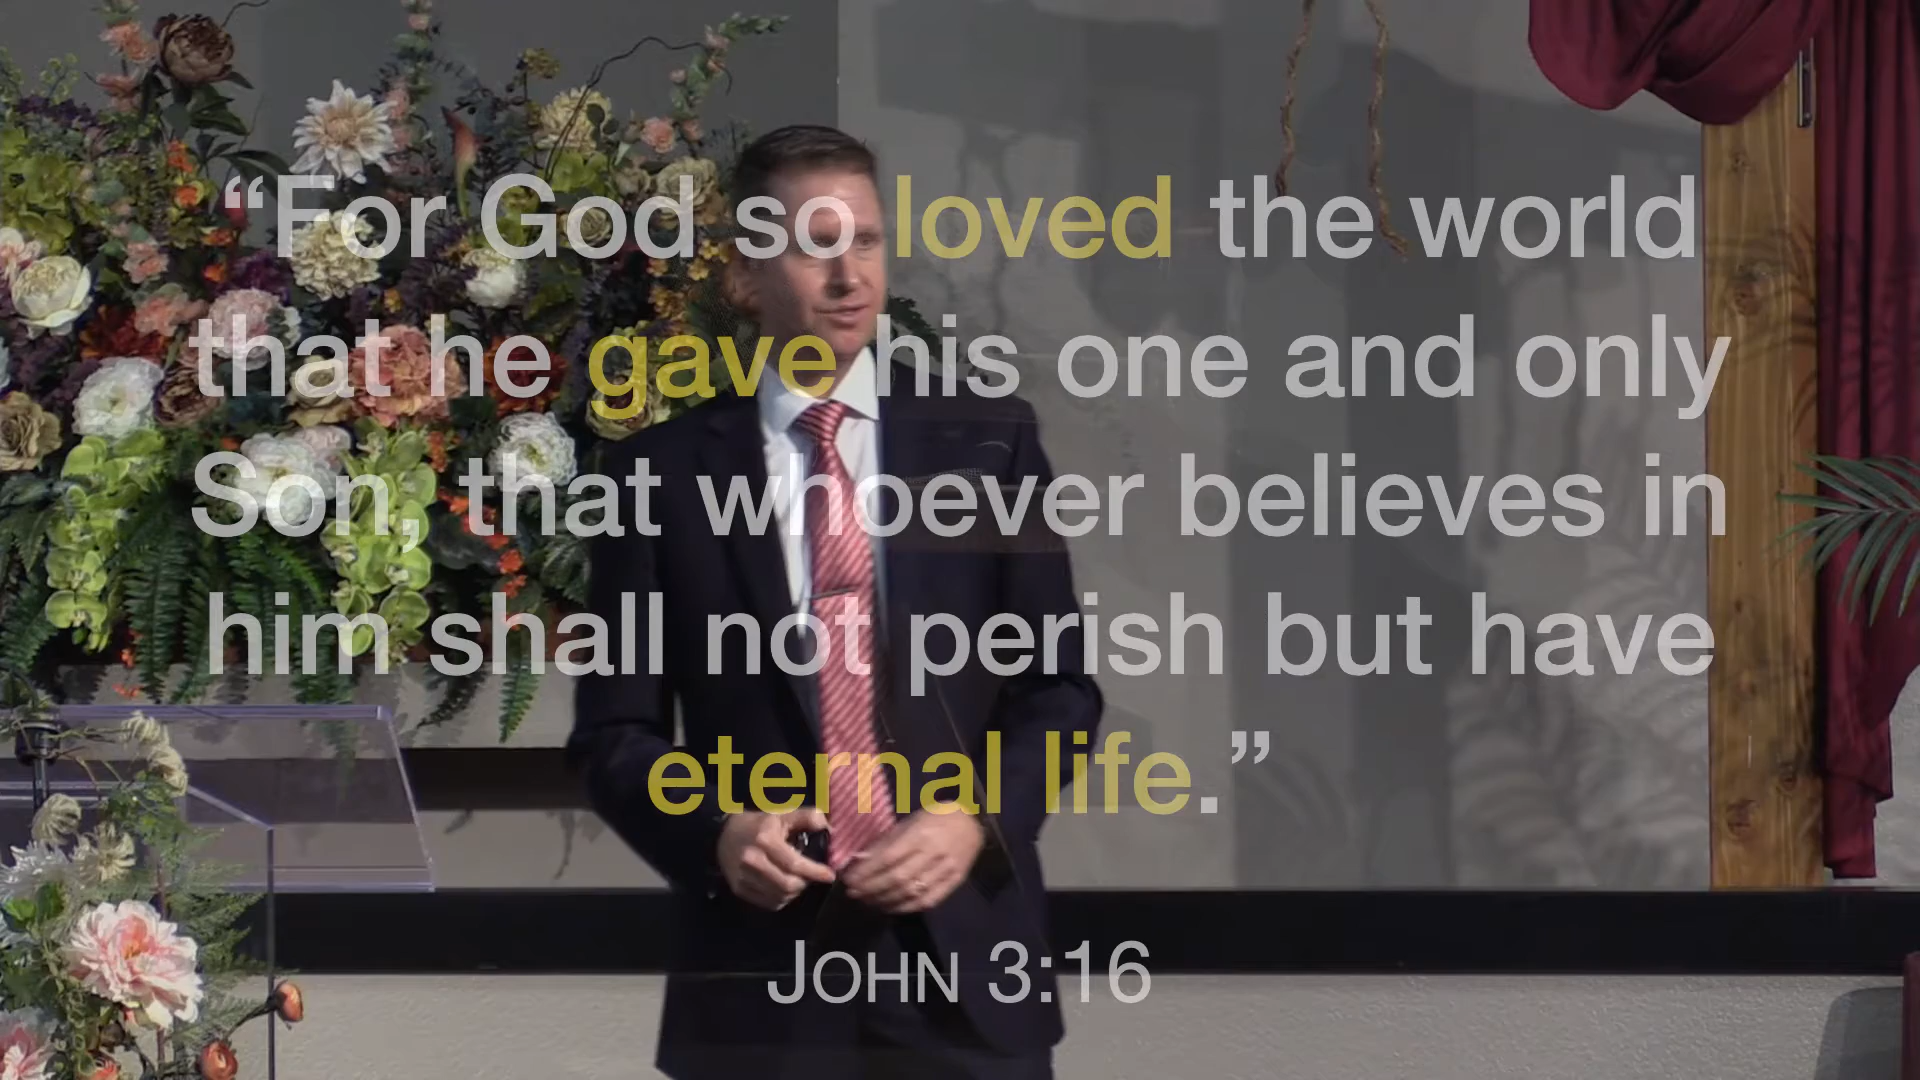 “For God so loved the world
that he gave his one and only
Son, that whoever believes in
him shall not perish but have
eternal life.”
JOHN 3:16